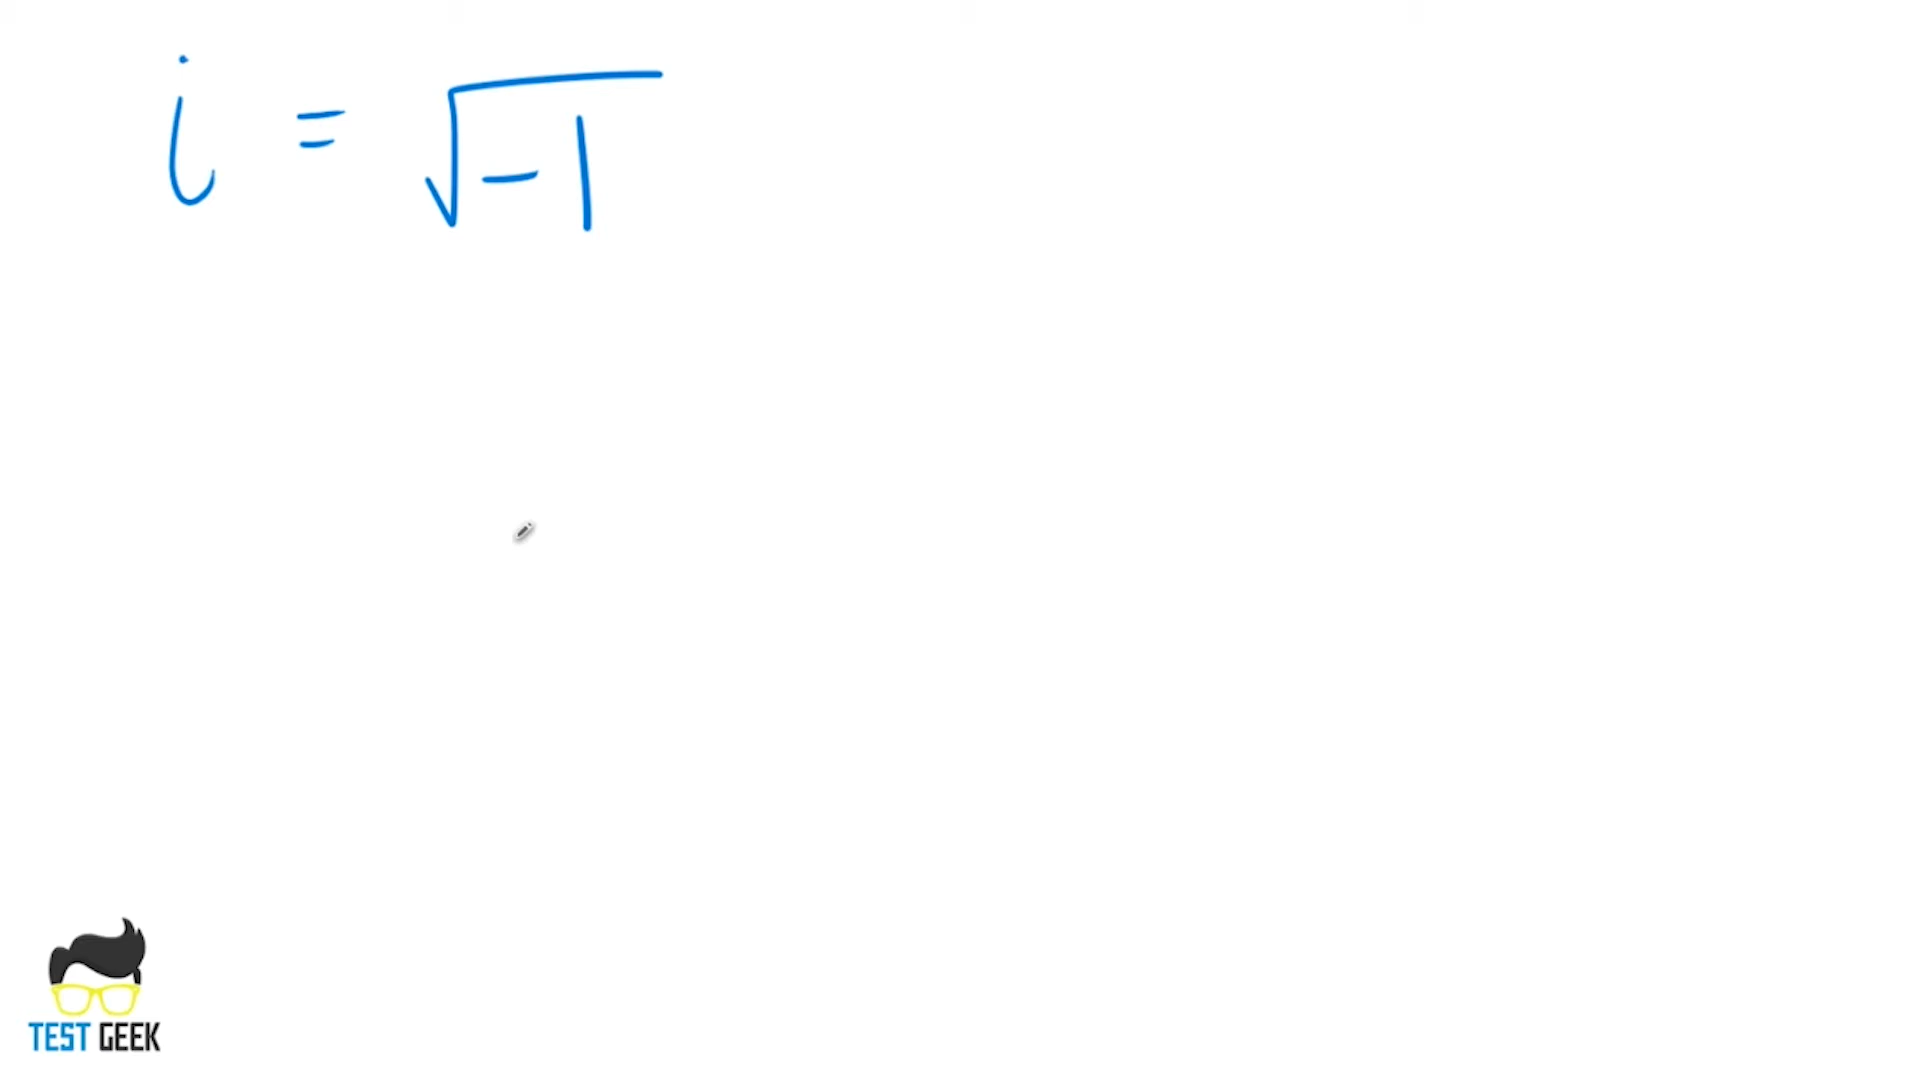 i = √-1
TEST GEEK